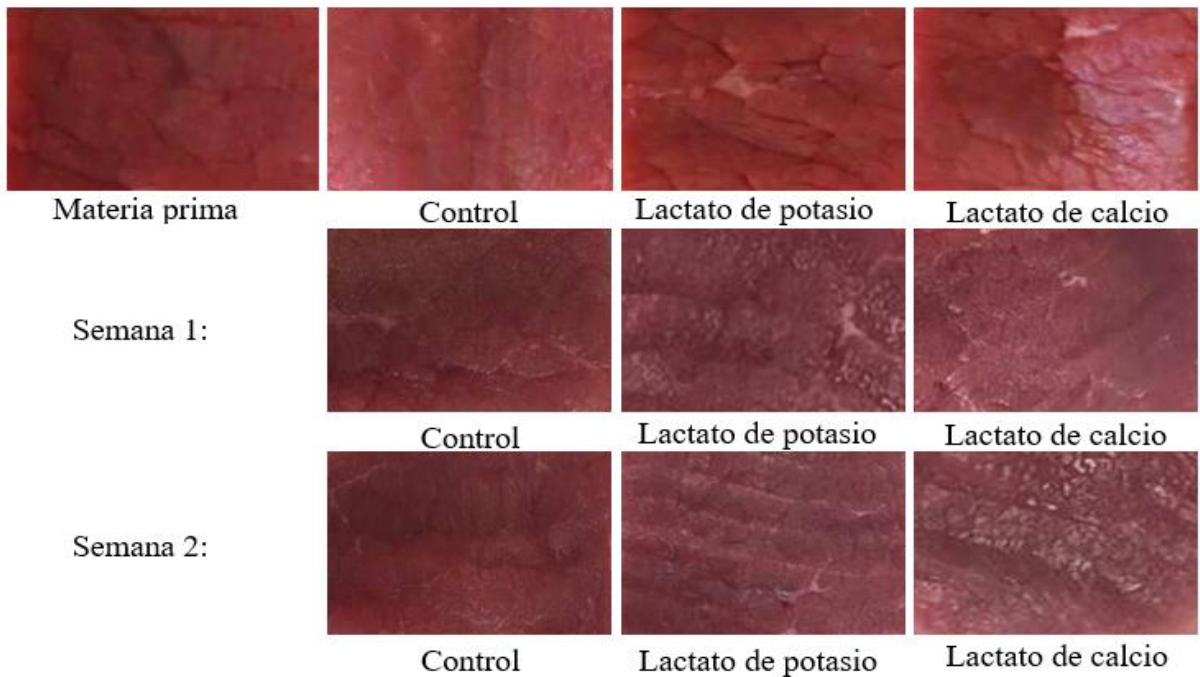 Materia prima
Control
Lactato de potasio
Lactato de calcio
Semana 1:
Control
Lactato de potasio
Lactato de calcio
Semana 2:
Control
Lactato de potasio
Lactato de calcio